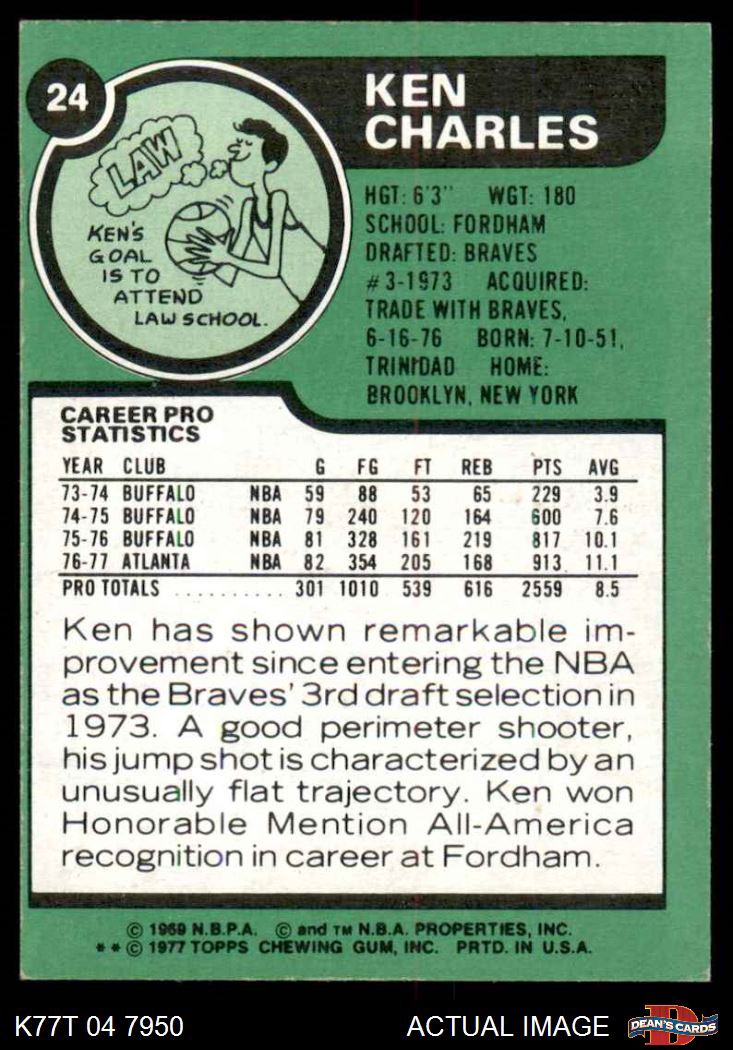 24
KEN
CHARLES
LAW
KEN'S
GOAL
IS TO
ATTEND
LAW SCHOOL.
HGT: 6'3" WGT: 180
SCHOOL: FORDHAM
DRAFTED: BRAVES
#3-1973 ACQUIRED:
TRADE WITH BRAVES,
6-16-76 BORN: 7-10-51,
TRINIDAD HOME:
BROOKLYN, NEW YORK
CAREER PRO
STATISTICS
YEAR CLUB G FG FT REB PTS AVG
73-74 BUFFALO NBA 59 88 53 65 229 3.9
74-75 BUFFALO NBA 79 240 120 164 600 7.6
75-76 BUFFALO NBA 81 328 161 219 817 10.1
76-77 ATLANTA NBA 82 354 205 168 913 11.1
PRO TOTALS .......... 301 1010 539 616 2559 8.5
Ken has shown remarkable im-
provement since entering the NBA
as the Braves' 3rd draft selection in
1973. A good perimeter shooter,
his jump shot is characterized by an
unusually flat trajectory. Ken won
Honorable Mention All-America
recognition in career at Fordham.
© 1969 N.B.P.A. © and TM N.B.A. PROPERTIES, INC.
** © 1977 TOPPS CHEWING GUM, INC. PRTD. IN U.S.A.
K77T 04 7950 ACTUAL IMAGE D DEAN'S CARDS